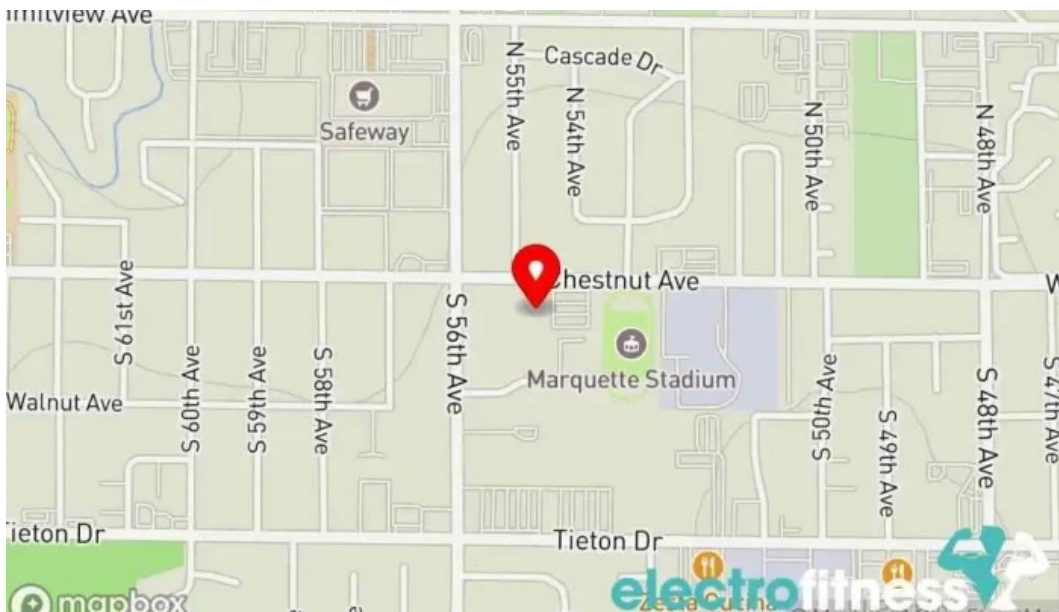 Cascade Dr
N 55th Ave
N 54th Ave
Safeway
N 50th Ave
N 48th Ave
Chestnut Ave
S 61st Ave
S 60th Ave
S 59th Ave
S 58th Ave
S 56th Ave
Marquette Stadium
Walnut Ave
S 50th Ave
S 49th Ave
S 48th Ave
S 47th Ave
Tieton Dr
Tieton Dr
mapbox
electrofitness